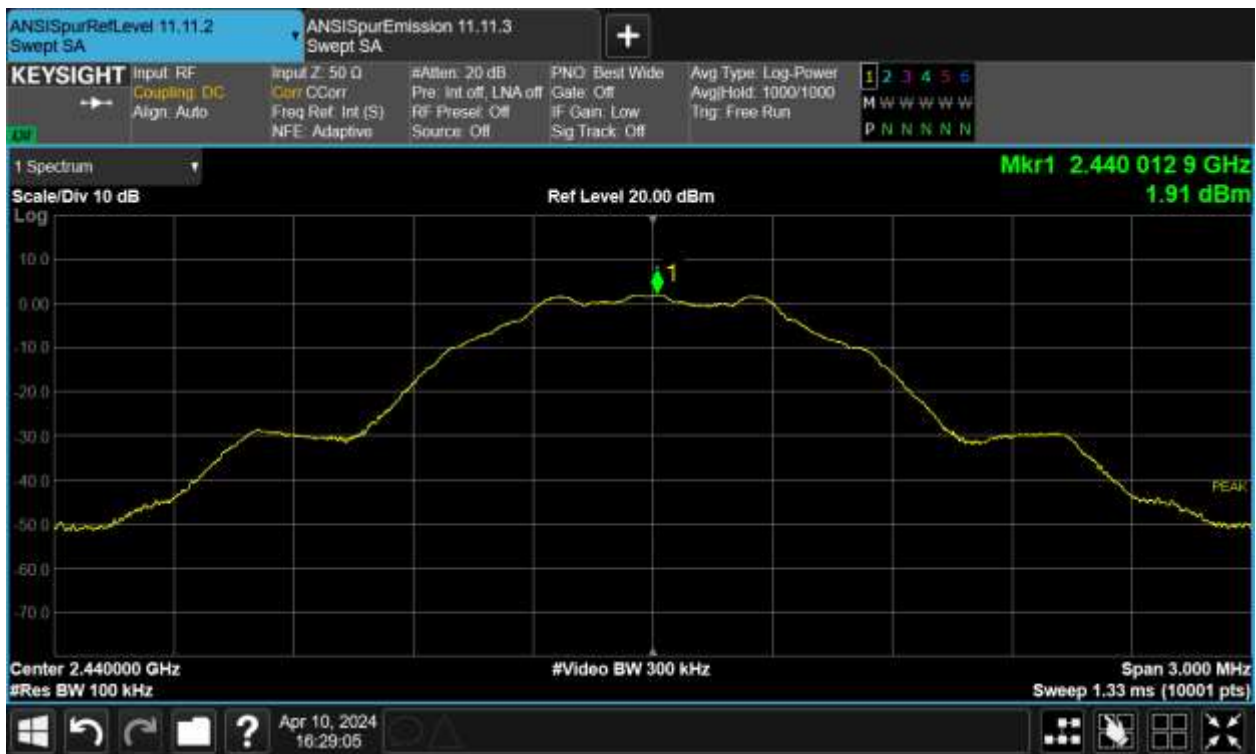 ANSISpurRefLevel 11.11.2
Swept SA
ANSISpurEmission 11.11.3
Swept SA
+
KEYSIGHT
Input: RF
Coupling: DC
Align: Auto
Input Z: 50 Ω
Corr CCorr
Freq Ref: Int (S)
NFE: Adaptive
#Atten: 20 dB
Pre: Int off, LNA off
RF Presel: Off
Source: Off
PNO: Best Wide
Gate: Off
IF Gain: Low
Sig Track: Off
Avg Type: Log-Power
Avg|Hold: 1000/1000
Trig: Free Run
1 2 3 4 5 6
M W W W W W
P N N N N N
1 Spectrum
Scale/Div 10 dB
Ref Level 20.00 dBm
Mkr1 2.440 012 9 GHz
1.91 dBm
Log
10.0
0.00
-10.0
-20.0
-30.0
-40.0
-50.0
-60.0
-70.0
1
PEAK
Center 2.440000 GHz
#Video BW 300 kHz
Span 3.000 MHz
#Res BW 100 kHz
Sweep 1.33 ms (10001 pts)
?
Apr 10, 2024
16:29:05